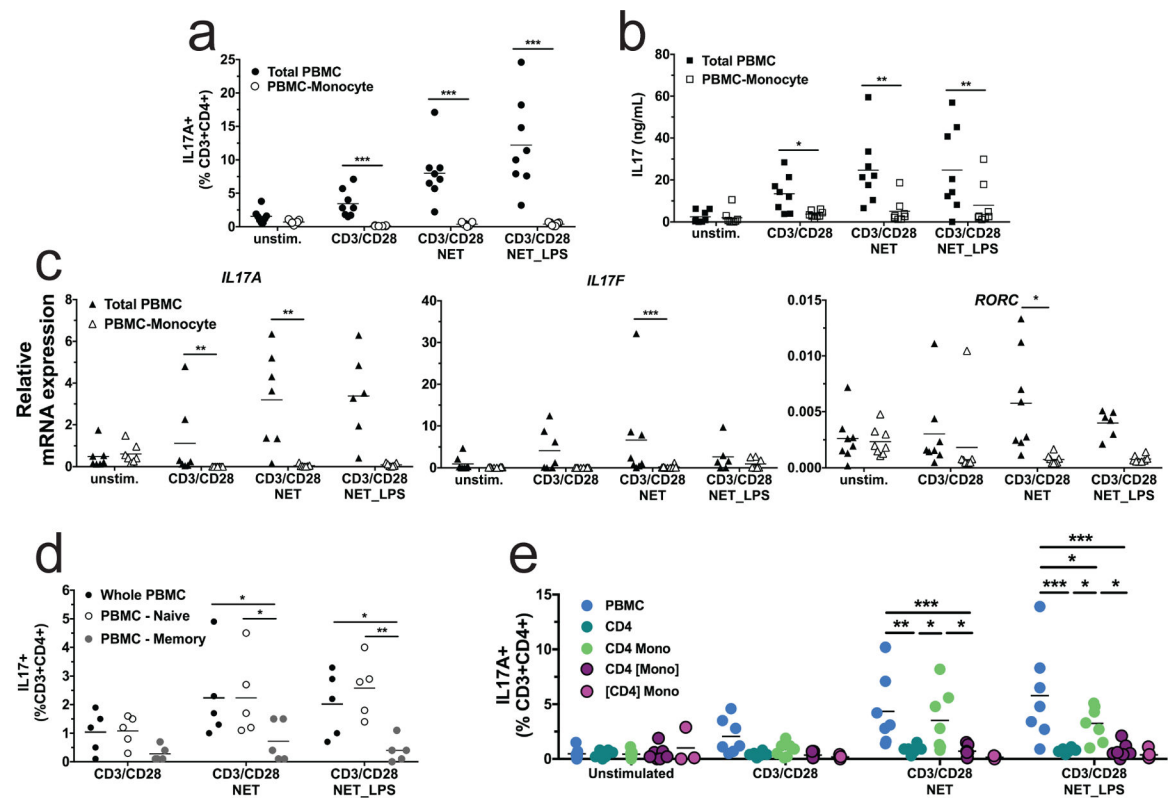 a
Total PBMC
PBMC-Monocyte
IL17A+
(% CD3+CD4+)
25
20
15
10
5
0
***
***
***
unstim.
CD3/CD28
CD3/CD28
NET
CD3/CD28
NET_LPS
b
Total PBMC
PBMC-Monocyte
IL17 (ng/mL)
80
60
40
20
0
*
**
**
unstim.
CD3/CD28
CD3/CD28
NET
CD3/CD28
NET_LPS
c
Relative
mRNA expression
IL17A
Total PBMC
PBMC-Monocyte
8
6
4
2
0
**
**
unstim.
CD3/CD28
CD3/CD28
NET
CD3/CD28
NET_LPS
IL17F
40
30
20
10
0
***
unstim.
CD3/CD28
CD3/CD28
NET
CD3/CD28
NET_LPS
RORC
0.015
0.010
0.005
0.000
*
unstim.
CD3/CD28
CD3/CD28
NET
CD3/CD28
NET_LPS
d
Whole PBMC
PBMC - Naive
PBMC - Memory
IL17+
(%CD3+CD4+)
6
5
4
3
2
1
0
*
*
*
**
CD3/CD28
CD3/CD28
NET
CD3/CD28
NET_LPS
e
PBMC
CD4
CD4 Mono
CD4 [Mono]
[CD4] Mono
IL17A+
(% CD3+CD4+)
15
10
5
0
***
** * *
***
*
*** * *
Unstimulated
CD3/CD28
CD3/CD28
NET
CD3/CD28
NET_LPS